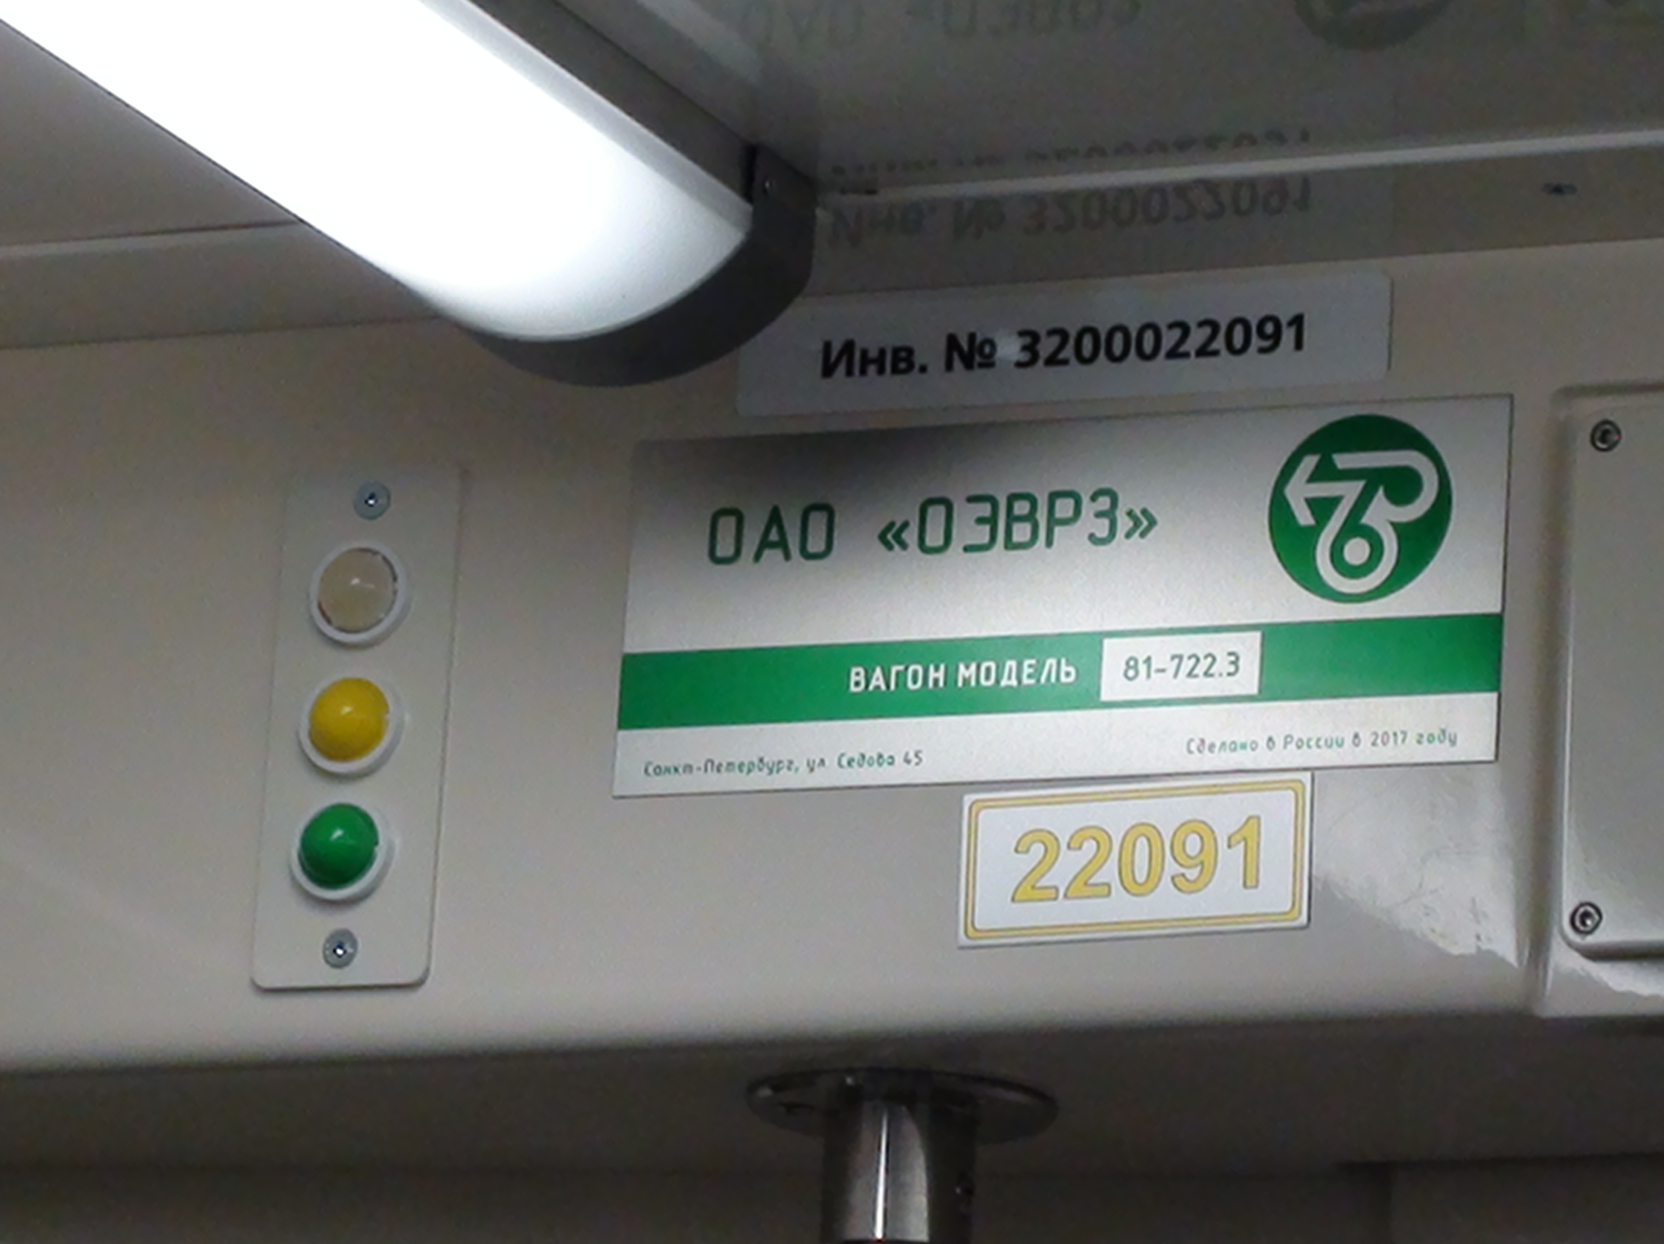 Инв. № 3200022091
ОАО «ОЭВРЗ»
ВАГОН МОДЕЛЬ 81-722.3
Санкт-Петербург, ул. Седова 45
Сделано в России в 2017 году
22091